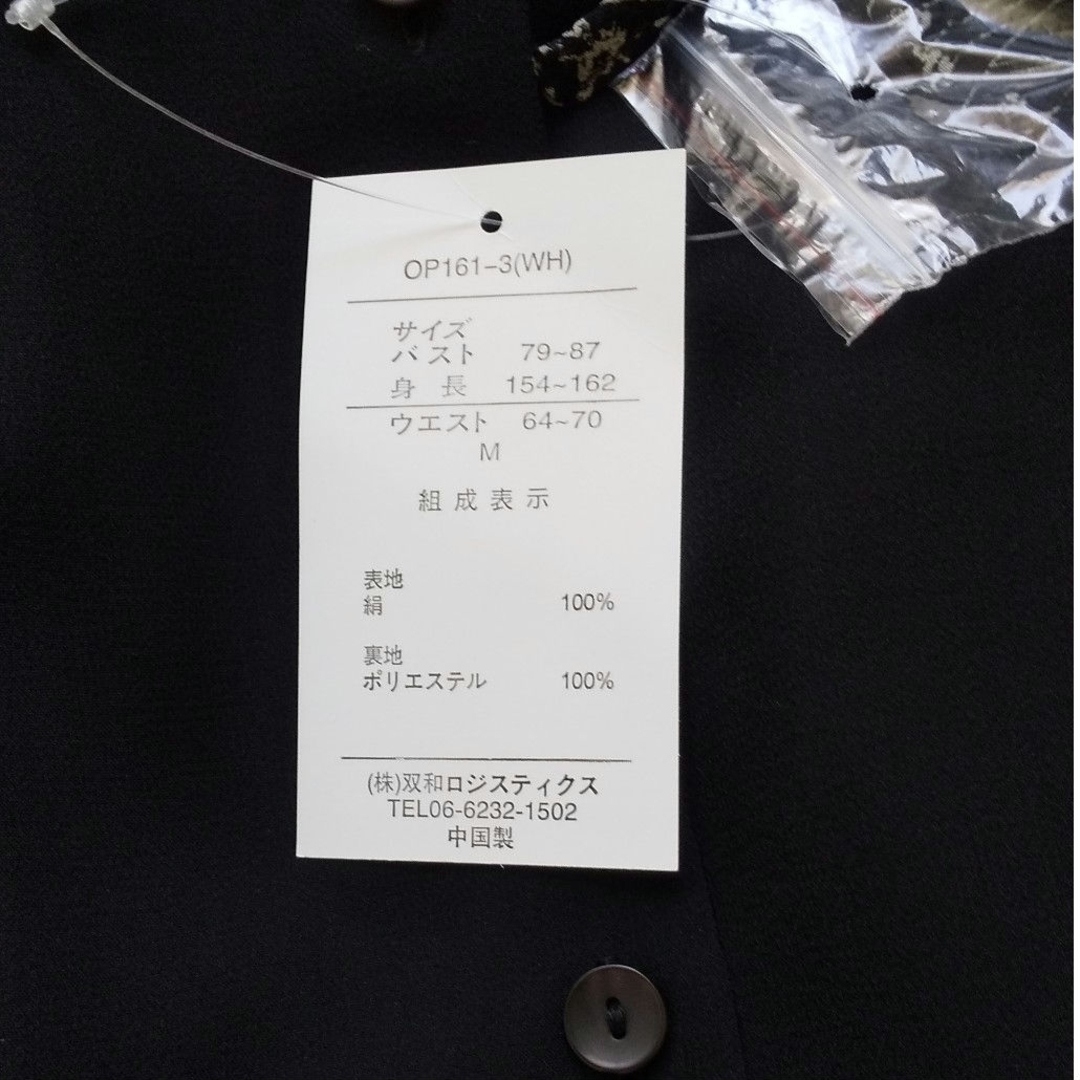 OP161-3(WH)
サイズ
バスト 79~87
身長 154~162
ウエスト 64~70
M
組成表示
表地
絹 100%
裏地
ポリエステル 100%
(株)双和ロジスティクス
TEL06-6232-1502
中国製